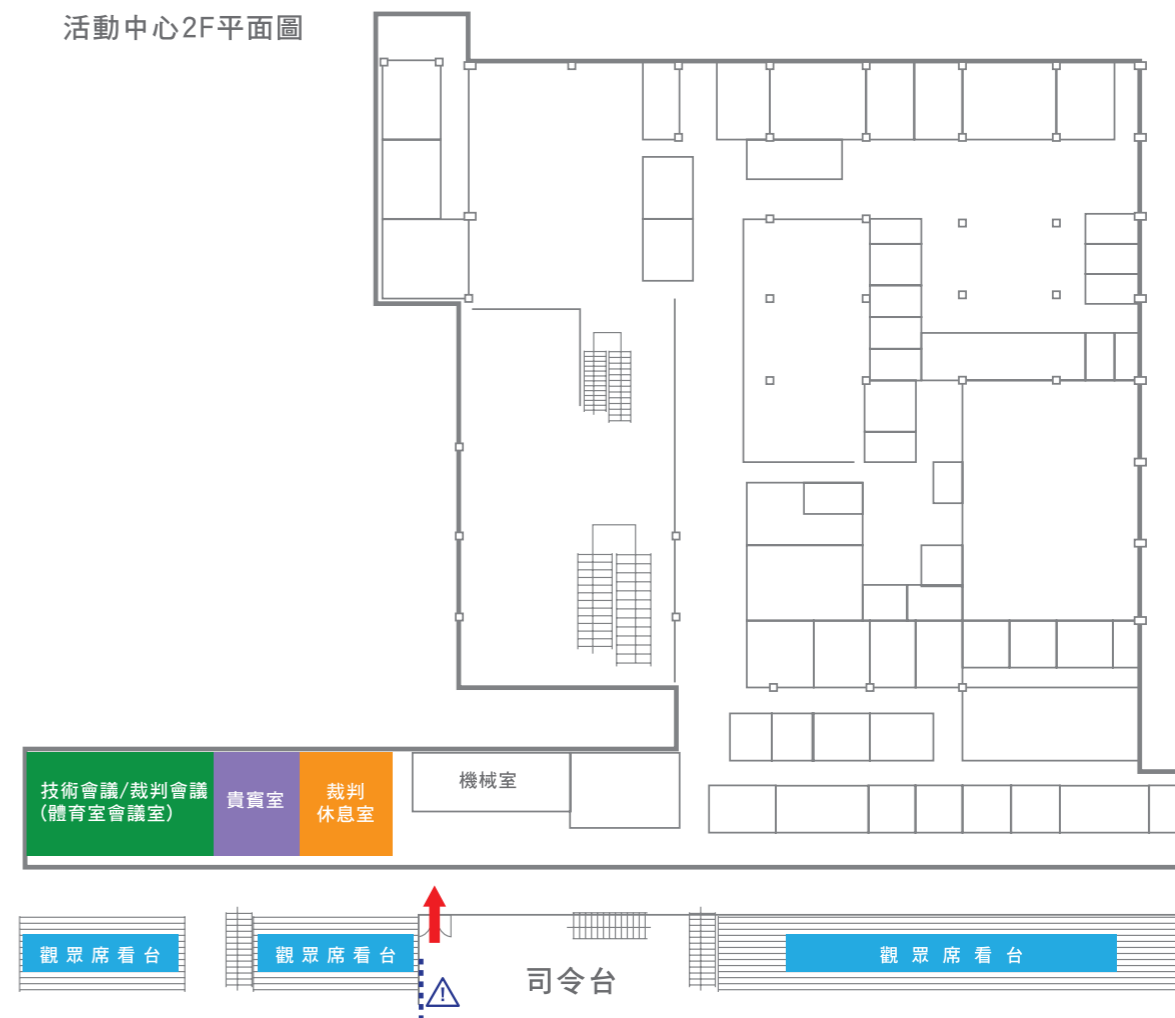 活動中心2F平面圖
技術會議/裁判會議
(體育室會議室)
貴賓室
裁判
休息室
機械室
觀眾席看台
觀眾席看台
觀眾席看台
司令台
!